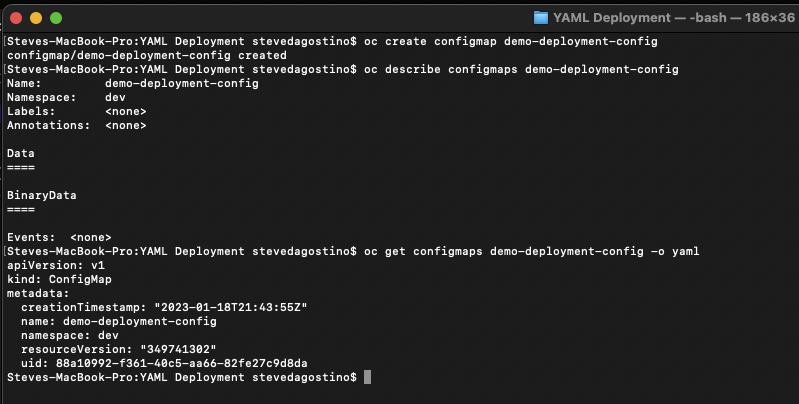 YAML Deployment — -bash — 186×36
[Steves-MacBook-Pro:YAML Deployment stevedagostino$ oc create configmap demo-deployment-config
configmap/demo-deployment-config created
[Steves-MacBook-Pro:YAML Deployment stevedagostino$ oc describe configmaps demo-deployment-config
Name:         demo-deployment-config
Namespace:    dev
Labels:       <none>
Annotations:  <none>

Data
====

BinaryData
====

Events:  <none>
[Steves-MacBook-Pro:YAML Deployment stevedagostino$ oc get configmaps demo-deployment-config -o yaml
apiVersion: v1
kind: ConfigMap
metadata:
  creationTimestamp: "2023-01-18T21:43:55Z"
  name: demo-deployment-config
  namespace: dev
  resourceVersion: "349741302"
  uid: 88a10992-f361-40c5-aa66-82fe27c9d8da
Steves-MacBook-Pro:YAML Deployment stevedagostino$